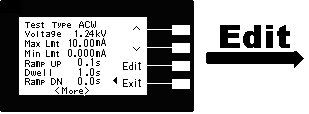 Test Type ACW
Voltage 1.24kV
Max Lmt 10.00mA
Min Lmt 0.000mA
Ramp UP 0.1s
Dwell 1.0s
Ramp DN 0.0s
<More>
^
v
Edit
Exit
Edit